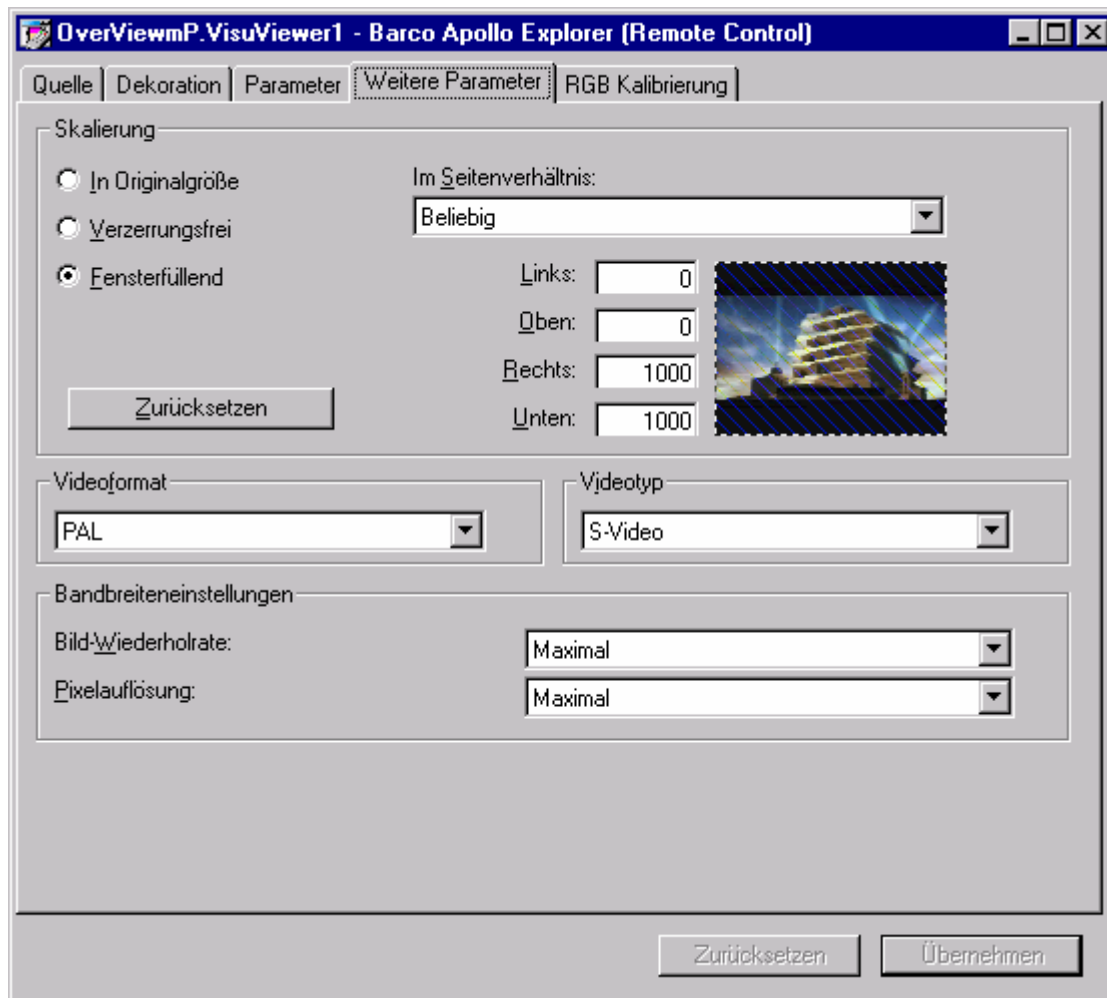 OverViewmP.VisuViewer1 - Barco Apollo Explorer (Remote Control)
Quelle Dekoration Parameter Weitere Parameter RGB Kalibrierung
Skalierung
In Originalgröße
Verzerrungsfrei
Fensterfüllend
Zurücksetzen
Im Seitenverhältnis:
Beliebig
Links: 0
Oben: 0
Rechts: 1000
Unten: 1000
Videoformat
PAL
Videotyp
S-Video
Bandbreiteneinstellungen
Bild-Wiederholrate: Maximal
Pixelauflösung: Maximal
Zurücksetzen Übernehmen